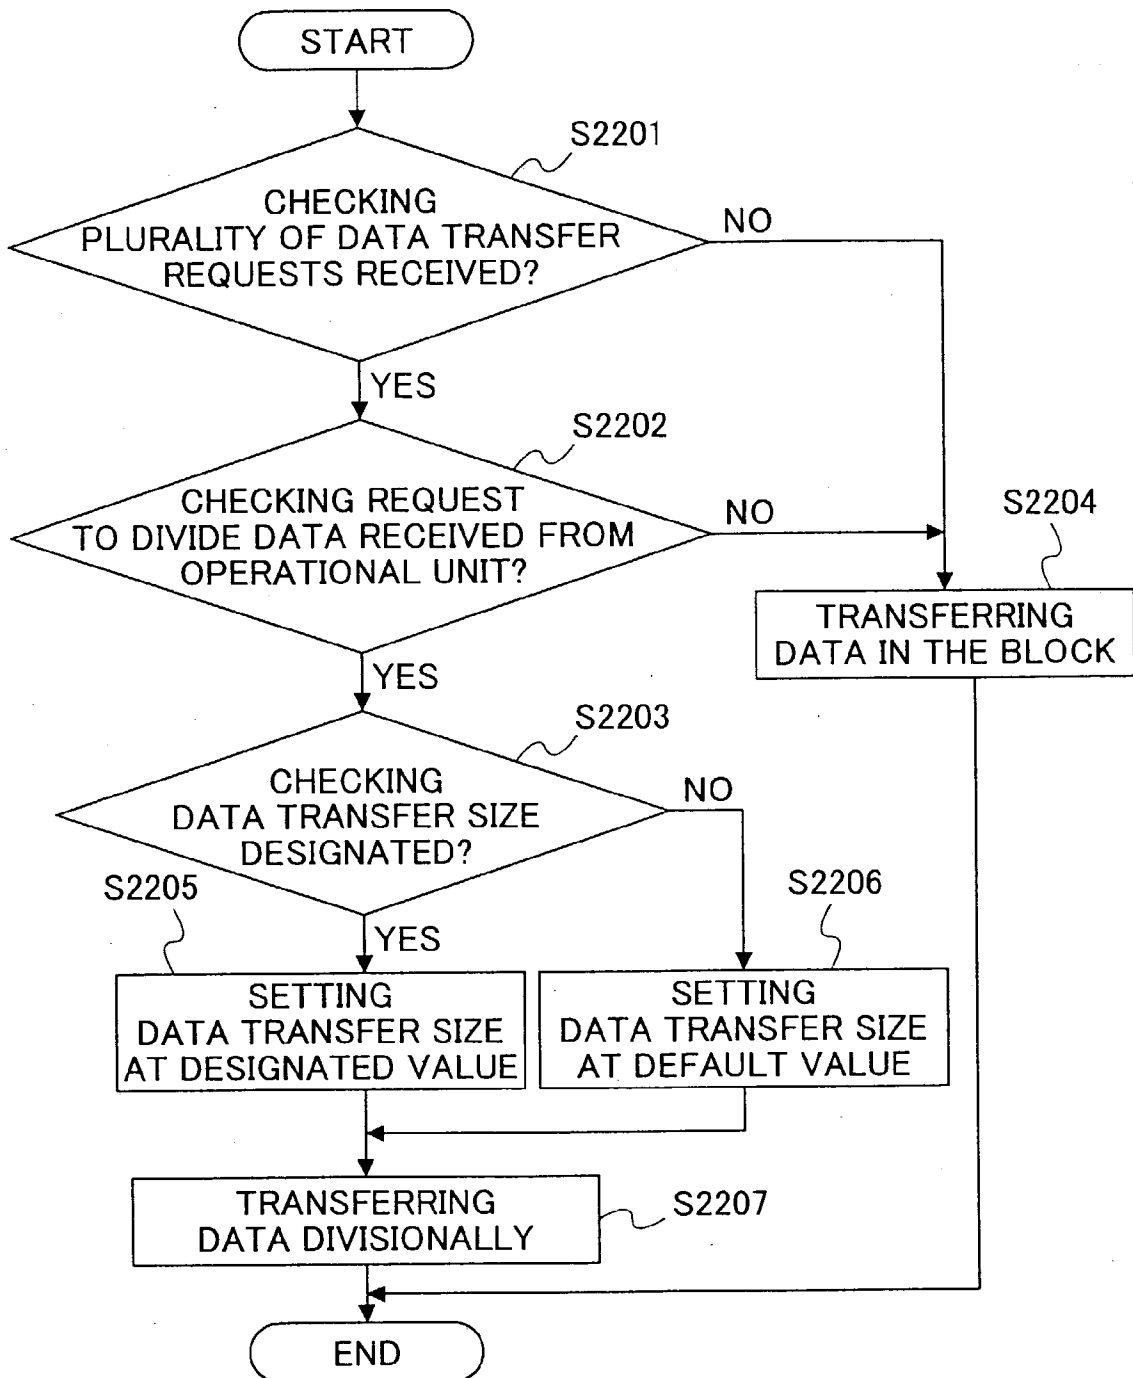 START
S2201
CHECKING
PLURALITY OF DATA TRANSFER
REQUESTS RECEIVED?
NO
YES
S2202
CHECKING REQUEST
TO DIVIDE DATA RECEIVED FROM
OPERATIONAL UNIT?
NO
S2204
TRANSFERRING
DATA IN THE BLOCK
YES
S2203
CHECKING
DATA TRANSFER SIZE
DESIGNATED?
NO
S2205
YES
S2206
SETTING
DATA TRANSFER SIZE
AT DESIGNATED VALUE
SETTING
DATA TRANSFER SIZE
AT DEFAULT VALUE
TRANSFERRING
DATA DIVISIONALLY
S2207
END